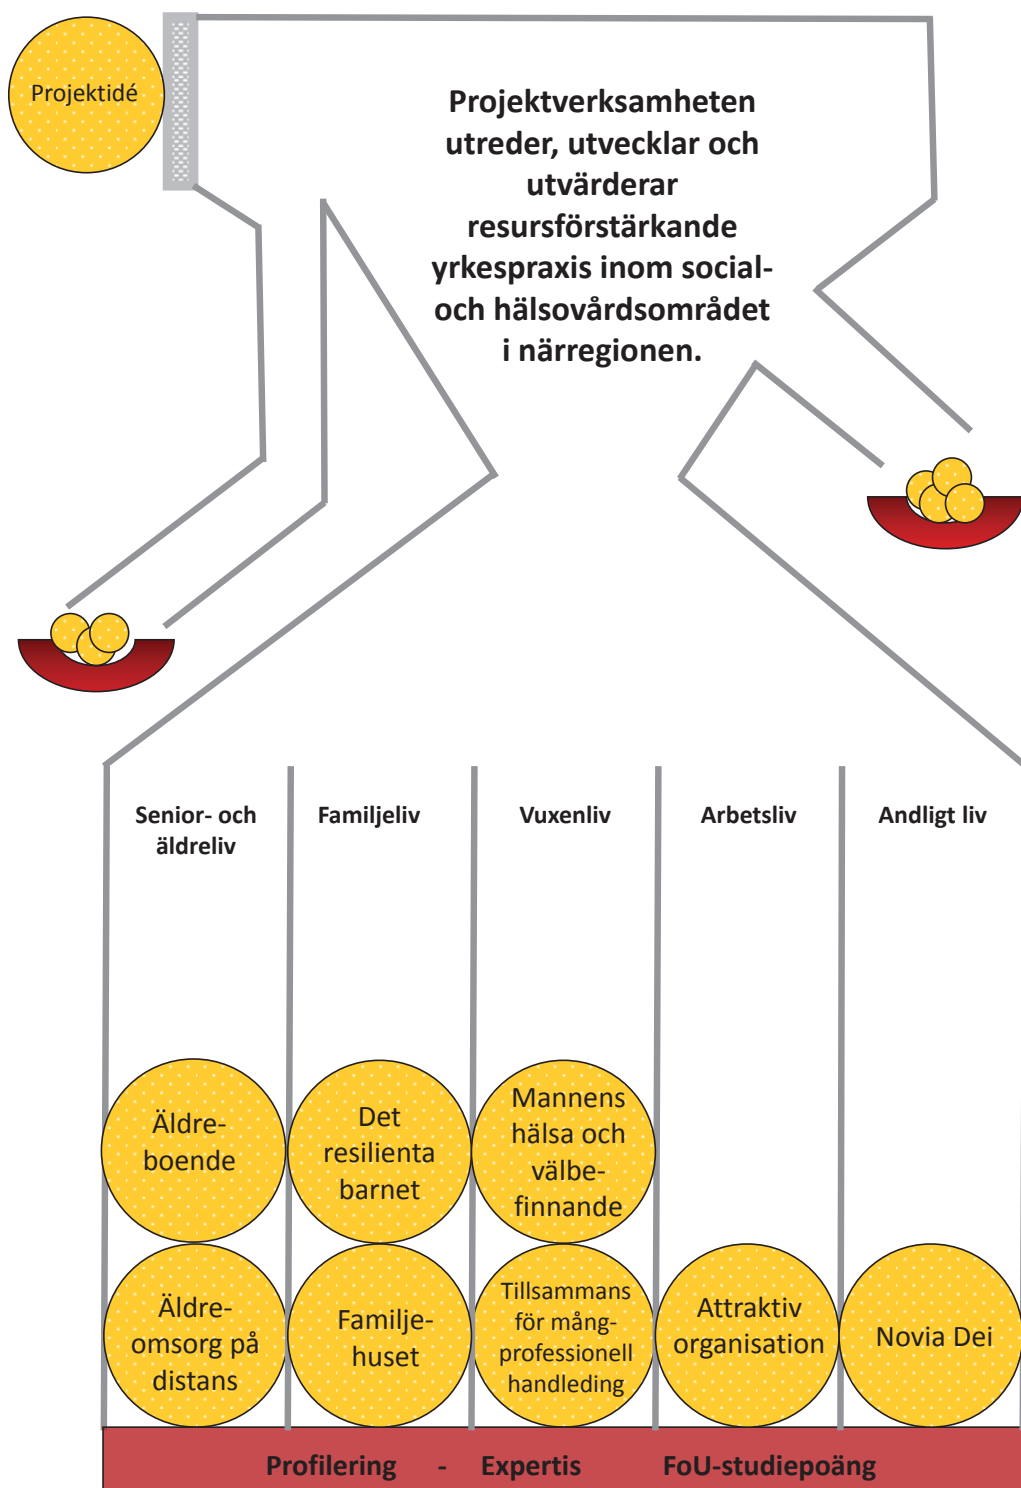 Projektidé
Projektverksamheten
utreder, utvecklar och
utvärderar
resursförstärkande
yrkespraxis inom social-
och hälsovårdsområdet
i närregionen.
Senior- och
äldreliv
Familjeliv
Vuxenliv
Arbetsliv
Andligt liv
Äldre-
boende
Det
resilienta
barnet
Mannens
hälsa och
välbe-
finnande
Äldre-
omsorg på
distans
Familje-
huset
Tillsammans
för mång-
professionell
handleding
Attraktiv
organisation
Novia Dei
Profilering - Expertis FoU-studiepoäng